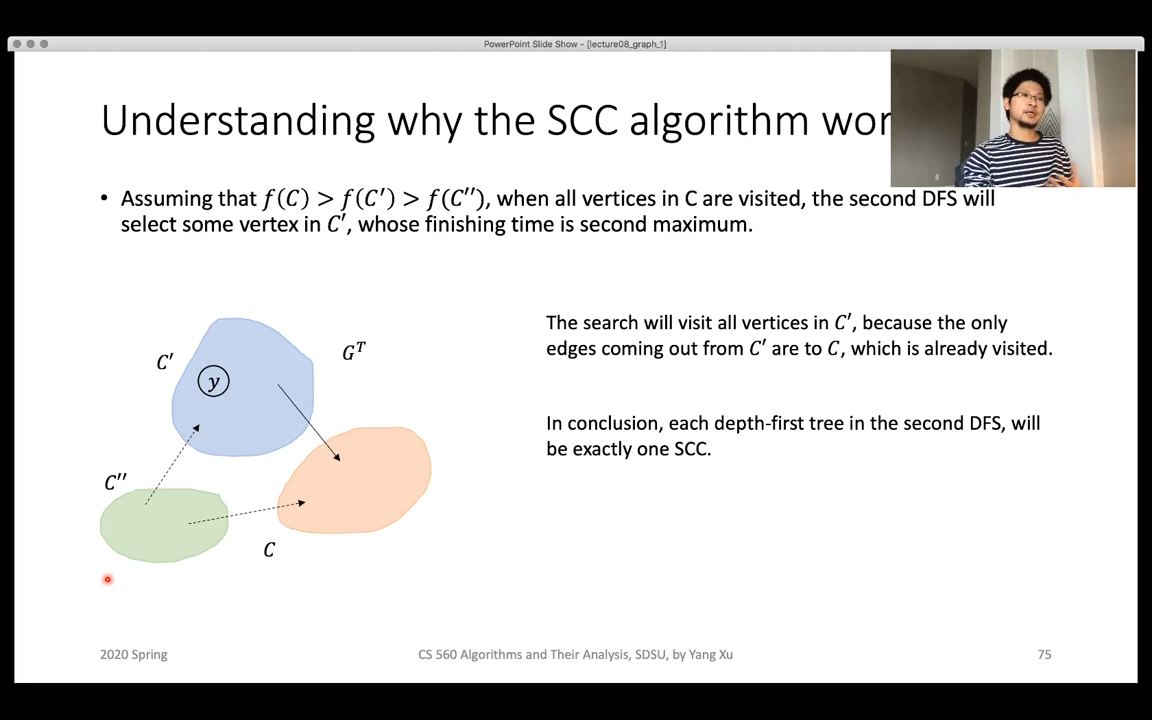 PowerPoint Slide Show - [lecture08_graph_1]
Understanding why the SCC algorithm wor
• Assuming that f(C) > f(C′) > f(C′′), when all vertices in C are visited, the second DFS will
select some vertex in C′, whose finishing time is second maximum.
The search will visit all vertices in C′, because the only
edges coming out from C′ are to C, which is already visited.
In conclusion, each depth-first tree in the second DFS, will
be exactly one SCC.
C′
G^T
y
C′′
C
2020 Spring
CS 560 Algorithms and Their Analysis, SDSU, by Yang Xu
75